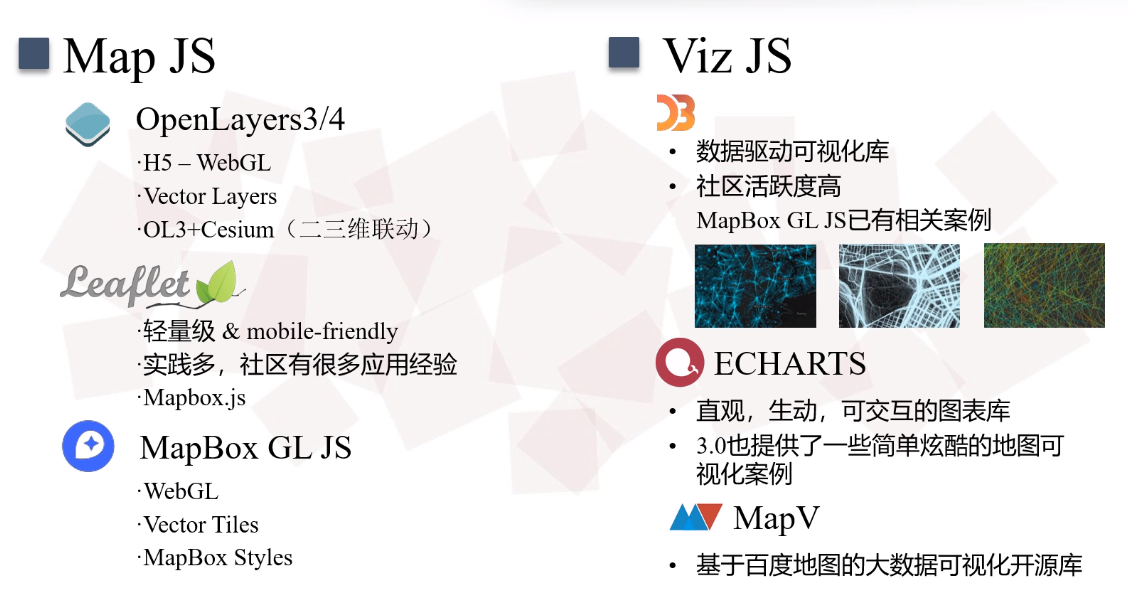 Map JS
OpenLayers3/4
·H5 – WebGL
·Vector Layers
·OL3+Cesium（二三维联动）
Leaflet
·轻量级 & mobile-friendly
·实践多，社区有很多应用经验
·Mapbox.js
MapBox GL JS
·WebGL
·Vector Tiles
·MapBox Styles
Viz JS
D3
• 数据驱动可视化库
• 社区活跃度高
MapBox GL JS已有相关案例
ECHARTS
• 直观，生动，可交互的图表库
• 3.0也提供了一些简单炫酷的地图可
视化案例
MapV
• 基于百度地图的大数据可视化开源库